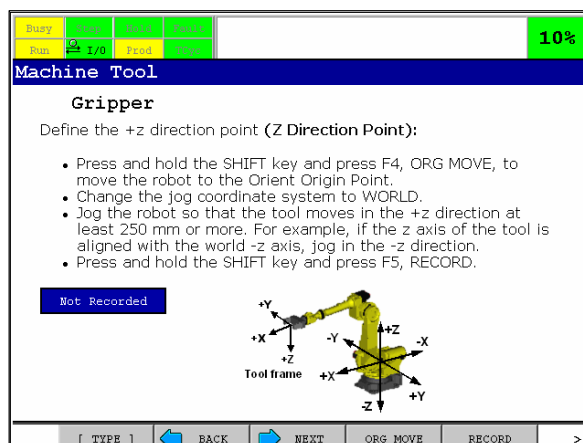 Busy Step Hold Fault
Run I/O Prod TCyc
10%
Machine Tool
Gripper
Define the +z direction point (Z Direction Point):
• Press and hold the SHIFT key and press F4, ORG MOVE, to
move the robot to the Orient Origin Point.
• Change the jog coordinate system to WORLD.
• Jog the robot so that the tool moves in the +z direction at
least 250 mm or more. For example, if the z axis of the tool is
aligned with the world -z axis, jog in the -z direction.
• Press and hold the SHIFT key and press F5, RECORD.
Not Recorded
+Y
+X
+Z
Tool frame
+Z
-Y
-X
+X
+Y
-Z
[ TYPE ] BACK NEXT ORG MOVE RECORD >